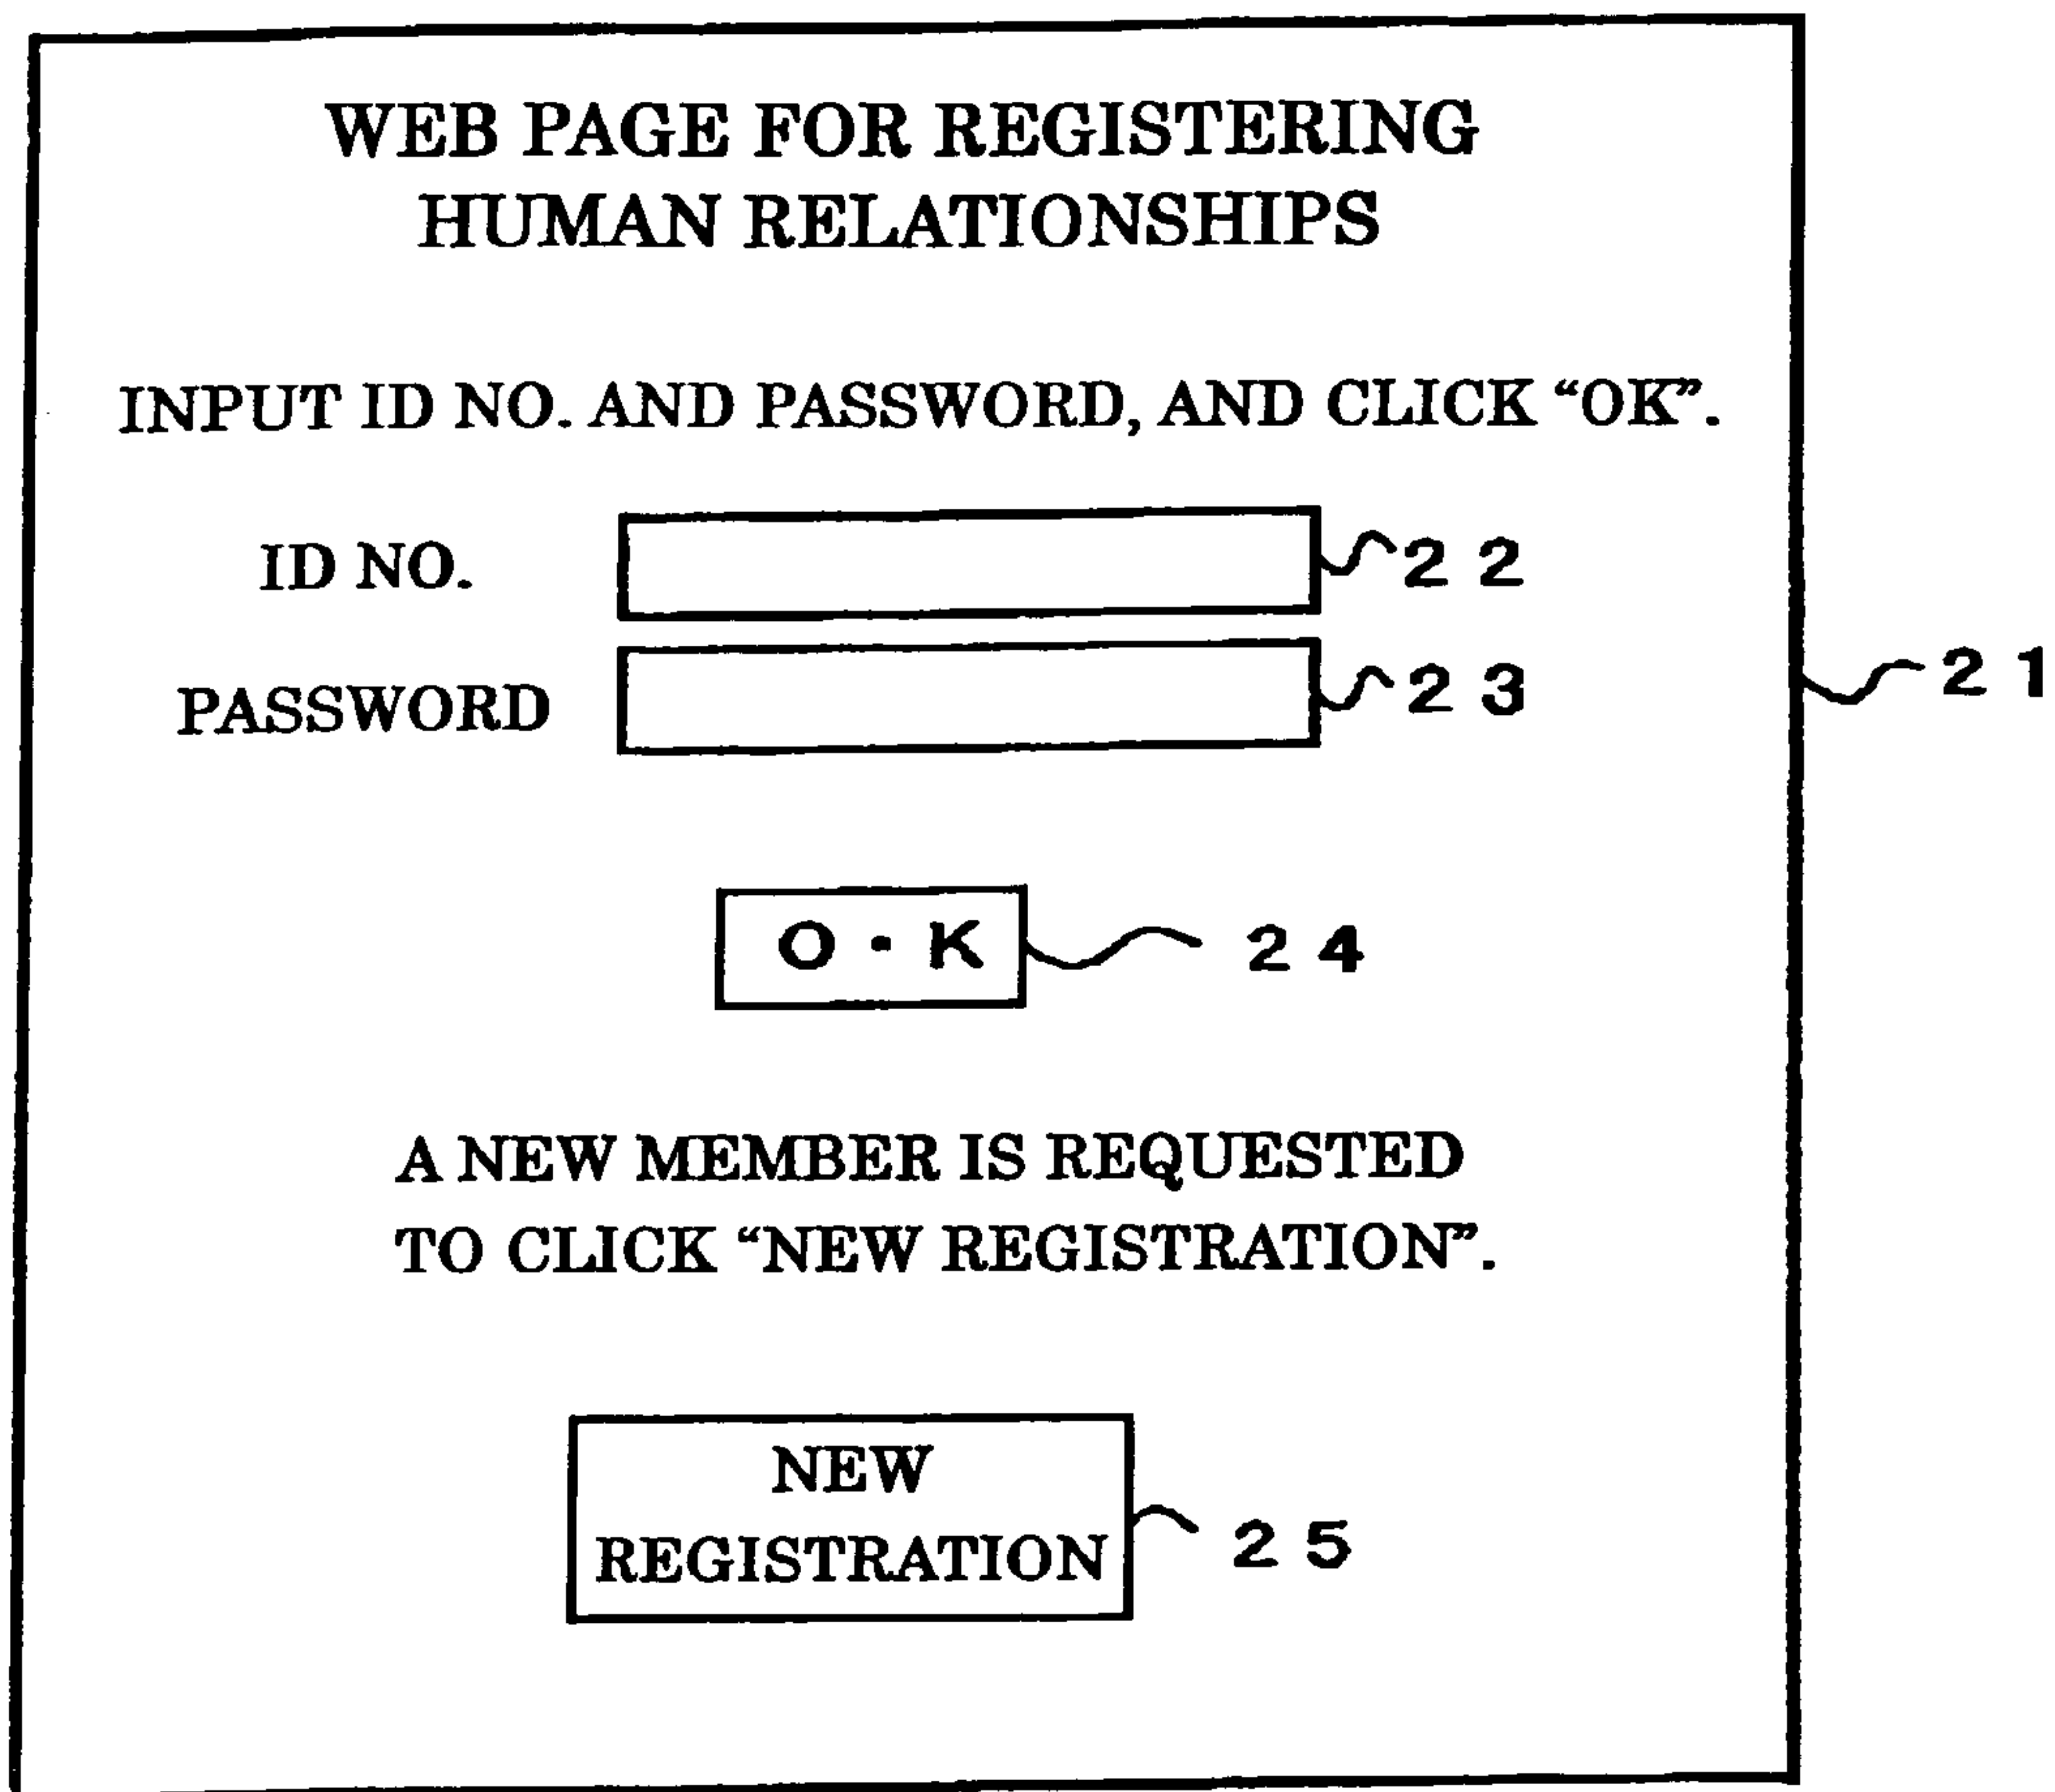 WEB PAGE FOR REGISTERING
HUMAN RELATIONSHIPS
INPUT ID NO. AND PASSWORD, AND CLICK “OK”.
ID NO. 22
PASSWORD 23
21
O・K 24
A NEW MEMBER IS REQUESTED
TO CLICK “NEW REGISTRATION”.
NEW
REGISTRATION 25